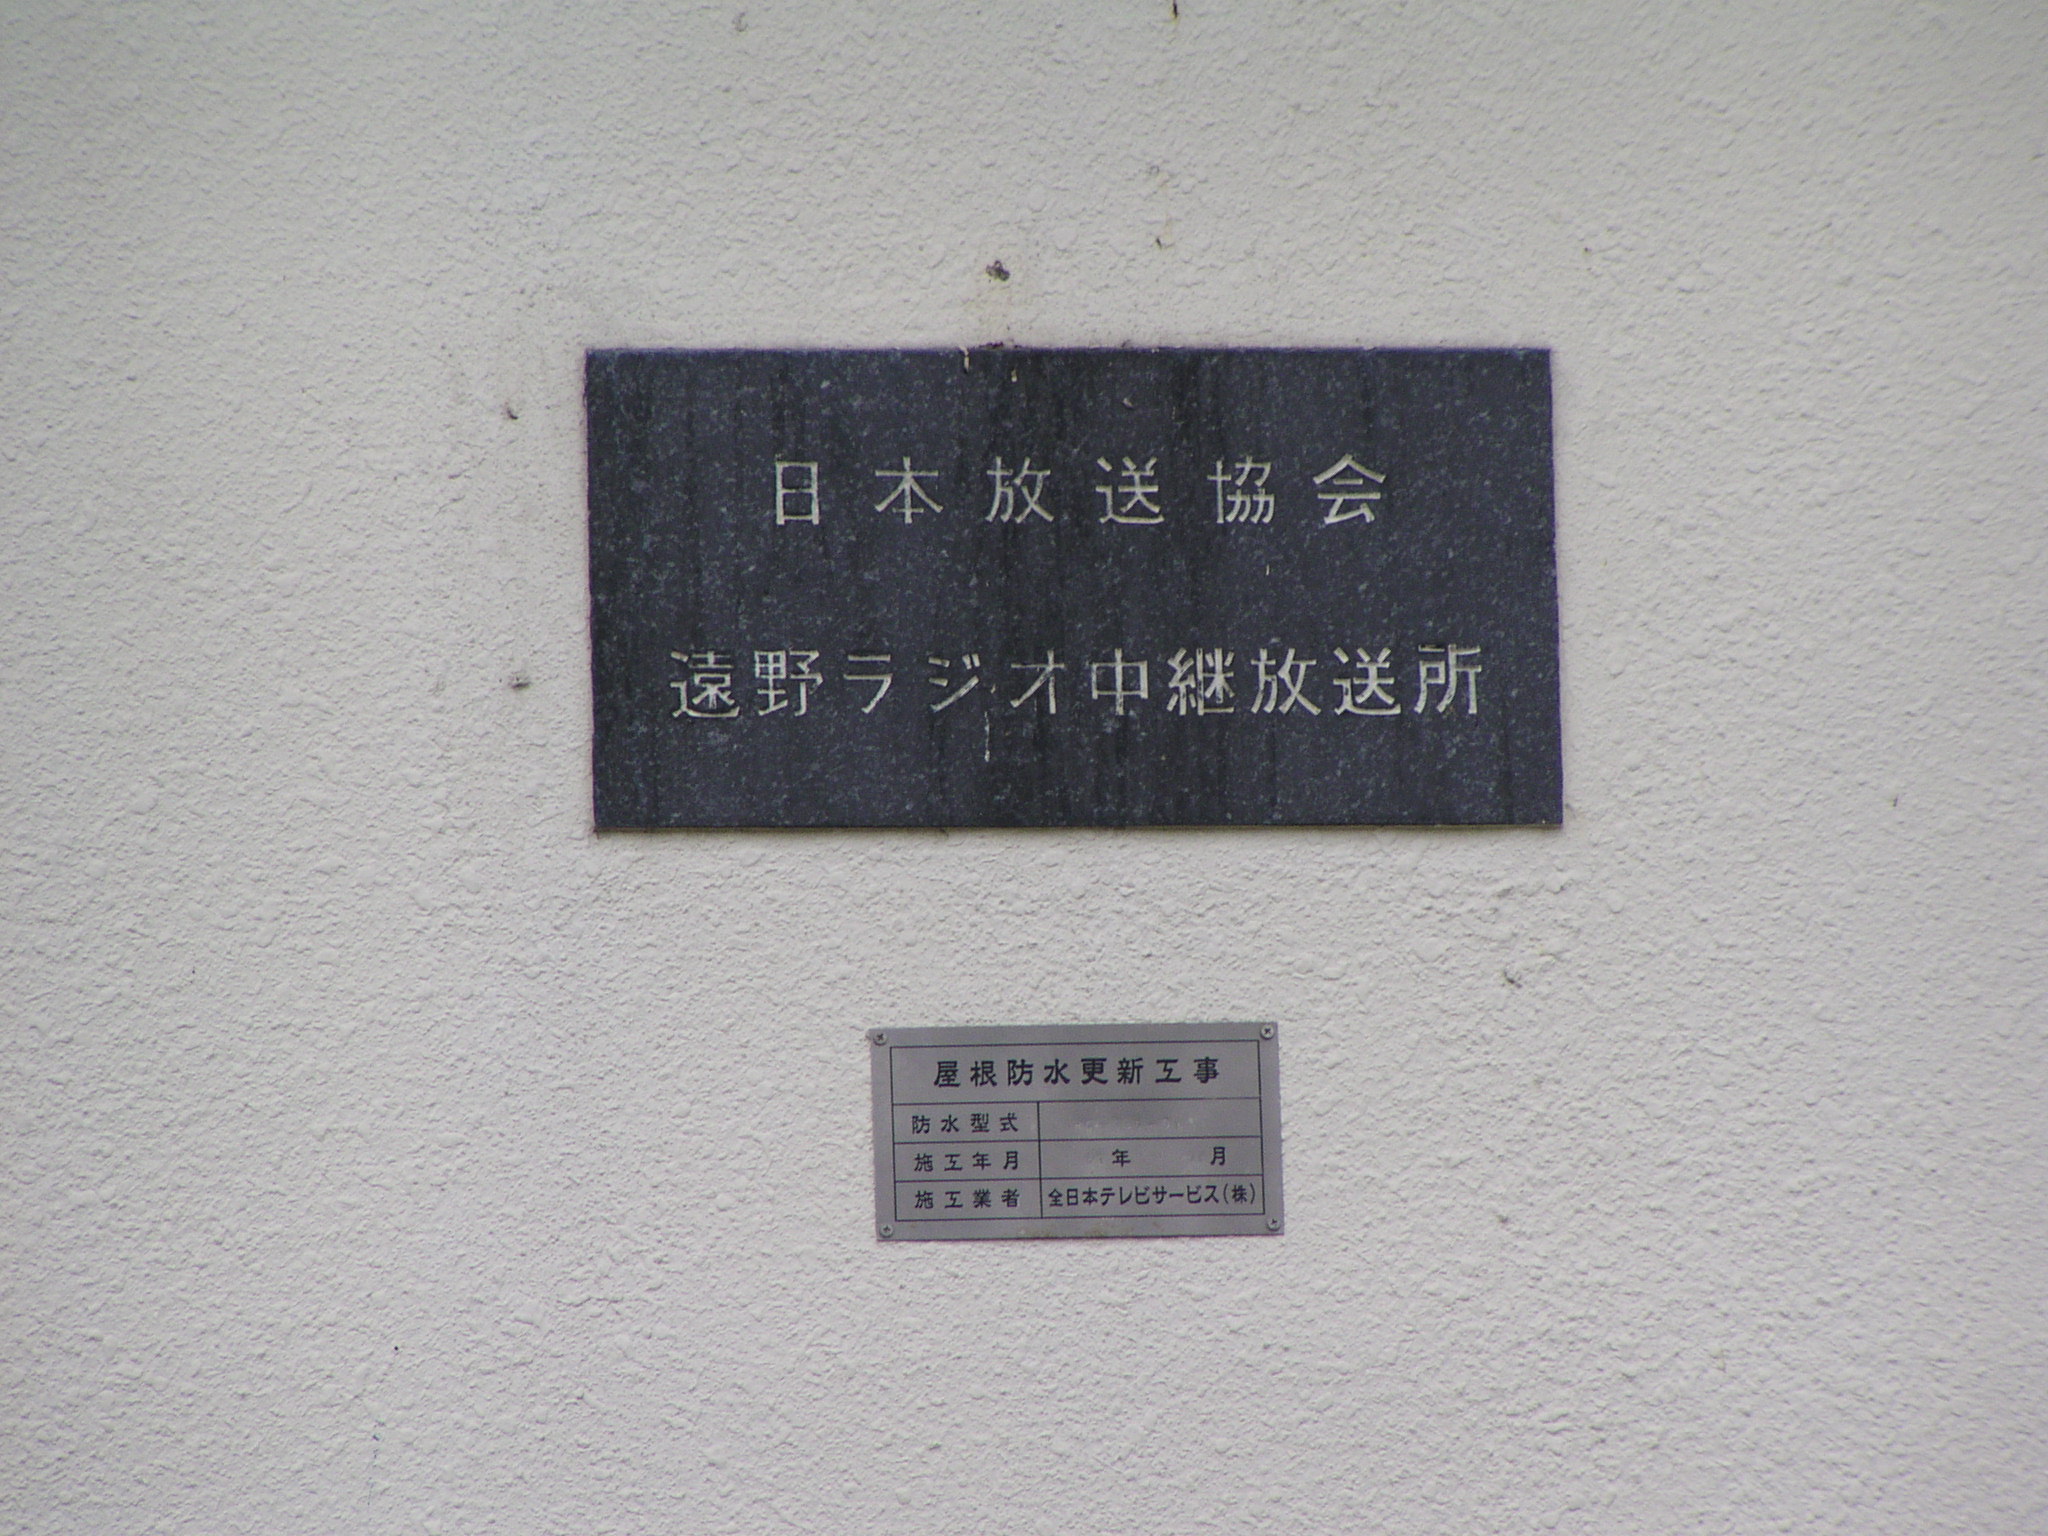 日本放送協会
遠野ラジオ中継放送所
屋根防水更新工事
防水型式
施工年月 年 月
施工業者 全日本テレビサービス(株)